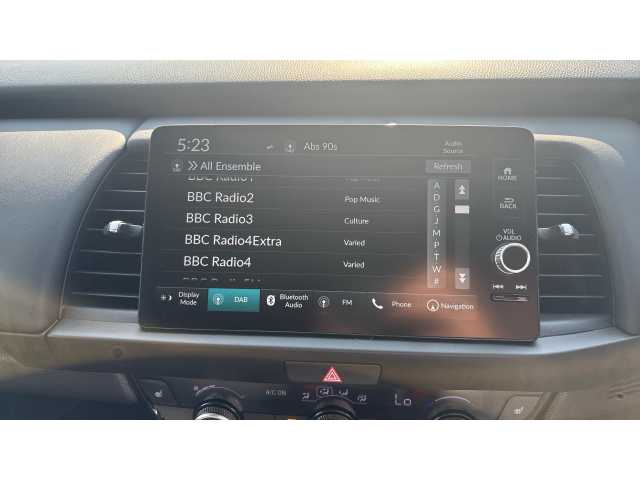 5:23 Abs 90s Audio Source
All Ensemble Refresh
BBC Radio2 Pop Music
BBC Radio3 Culture
BBC Radio4Extra Varied
BBC Radio4 Varied
A
D
G
J
M
P
T
W
#
HOME
BACK
VOL
AUDIO
Display Mode DAB Bluetooth Audio FM Phone Navigation
A/C ON
Lo